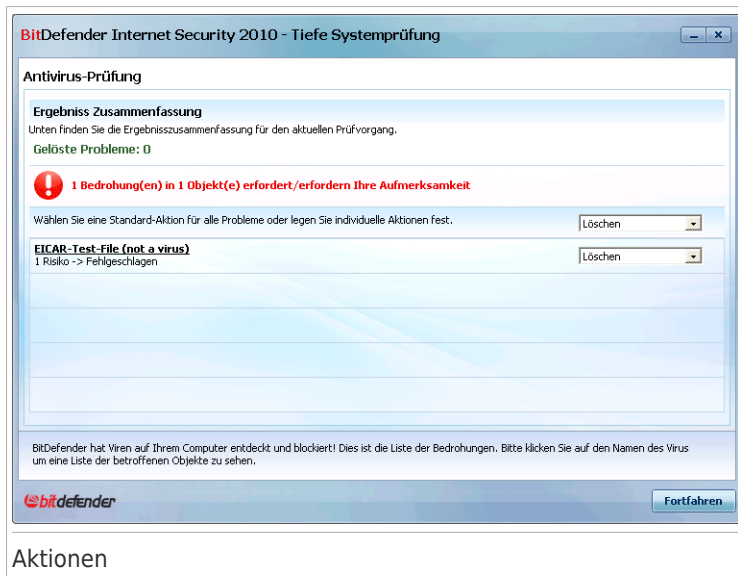 BitDefender Internet Security 2010 - Tiefe Systemprüfung
Antivirus-Prüfung
Ergebniss Zusammenfassung
Unten finden Sie die Ergebnisszusammenfassung für den aktuellen Prüfvorgang.
Gelöste Probleme: 0
1 Bedrohung(en) in 1 Objekt(e) erfordert/erfordern Ihre Aufmerksamkeit
Wählen Sie eine Standard-Aktion für alle Probleme oder legen Sie individuelle Aktionen fest.
Löschen
EICAR-Test-File (not a virus)
1 Risiko -> Fehlgeschlagen
Löschen
BitDefender hat Viren auf Ihrem Computer entdeckt und blockiert! Dies ist die Liste der Bedrohungen. Bitte klicken Sie auf den Namen des Virus
um eine Liste der betroffenen Objekte zu sehen.
bitdefender
Fortfahren
Aktionen